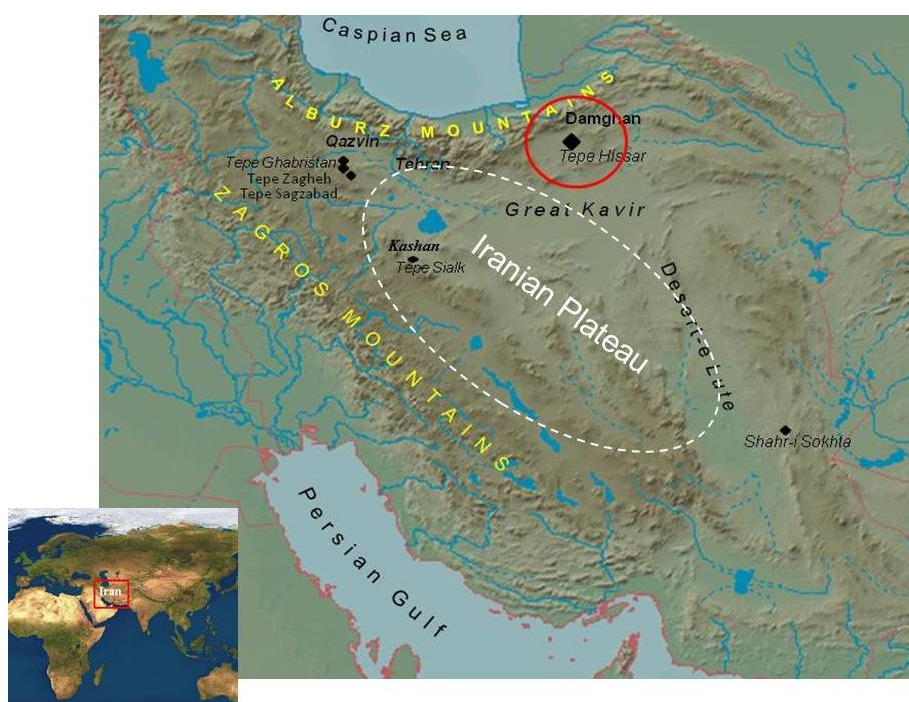 Caspian Sea
ALBURZ MOUNTAINS
Damghan
Tepe Hissar
Qazvin
Tepe Ghabristan
Tepe Zagheh
Tepe Sagzabad
Tehran
Great Kavir
ZAGROS MOUNTAINS
Kashan
Tepe Sialk
Iranian Plateau
Desart-e Lute
Shahr-i Sokhta
Persian Gulf
Iran